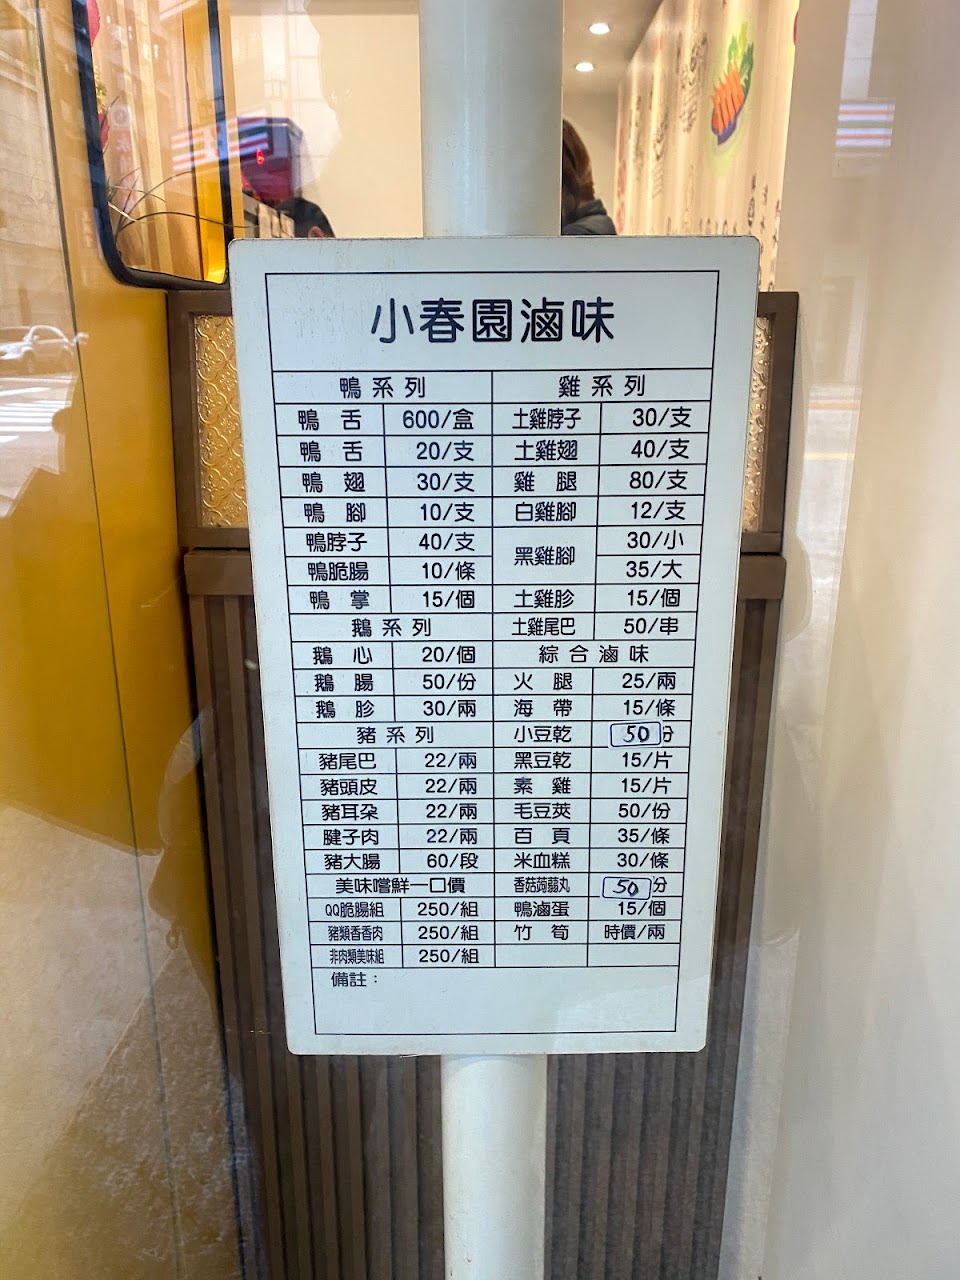 小春園滷味
鴨系列 雞系列
鴨舌 600/盒 土雞脖子 30/支
鴨舌 20/支 土雞翅 40/支
鴨翅 30/支 雞腿 80/支
鴨腳 10/支 白雞腳 12/支
鴨脖子 40/支 黑雞腳 30/小
鴨脆腸 10/條 35/大
鴨掌 15/個 土雞胗 15/個
鵝系列 土雞尾巴 50/串
鵝心 20/個 綜合滷味
鵝腸 50/份 火腿 25/兩
鵝胗 30/兩 海帶 15/條
豬系列 小豆乾 50份
豬尾巴 22/兩 黑豆乾 15/片
豬頭皮 22/兩 素雞 15/片
豬耳朶 22/兩 毛豆莢 50/份
腱子肉 22/兩 百頁 35/條
豬大腸 60/段 米血糕 30/條
美味嚐鮮一口價 香菇蒟蒻丸 50份
QQ脆腸組 250/組 鴨滷蛋 15/個
豬類香香肉 250/組 竹筍 時價/兩
非肉類美味組 250/組
備註：